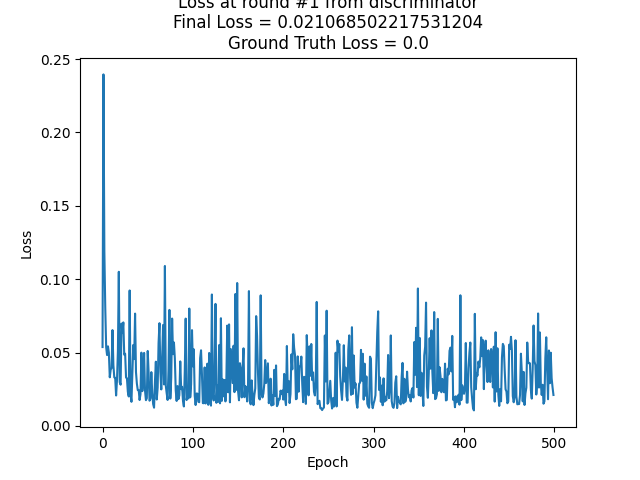 Loss at round #1 from discriminator
Final Loss = 0.021068502217531204
Ground Truth Loss = 0.0
0.25
0.20
0.15
0.10
0.05
0.00
Loss
0 100 200 300 400 500
Epoch